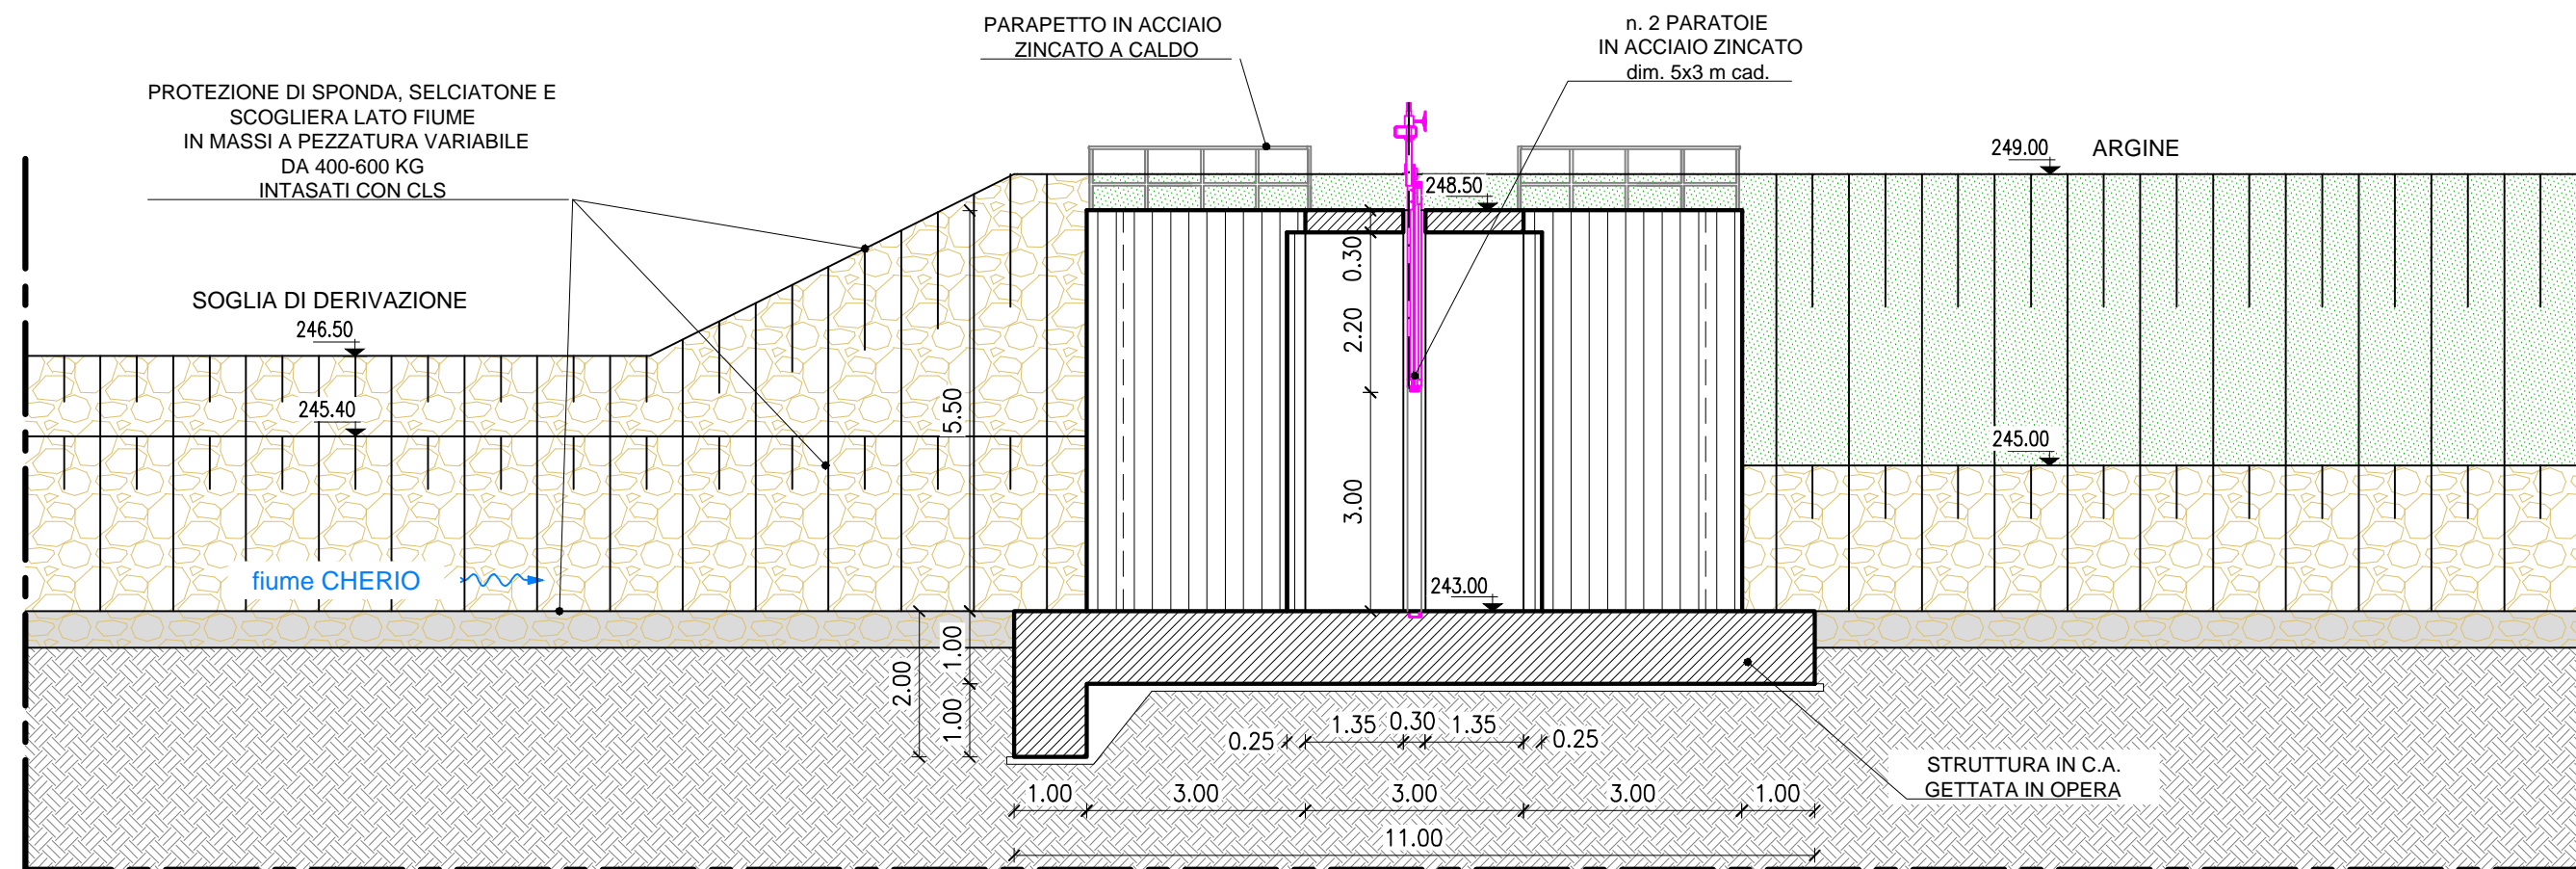 PARAPETTO IN ACCIAIO
ZINCATO A CALDO
n. 2 PARATOIE
IN ACCIAIO ZINCATO
dim. 5x3 m cad.
PROTEZIONE DI SPONDA, SELCIATONE E
SCOGLIERA LATO FIUME
IN MASSI A PEZZATURA VARIABILE
DA 400-600 KG
INTASATI CON CLS
249.00
ARGINE
248.50
SOGLIA DI DERIVAZIONE
246.50
0.30
2.20
245.40
5.50
245.00
3.00
fiume CHERIO
243.00
1.00
2.00
1.00
0.25
1.35
0.30
1.35
0.25
STRUTTURA IN C.A.
GETTATA IN OPERA
1.00
3.00
3.00
3.00
1.00
11.00